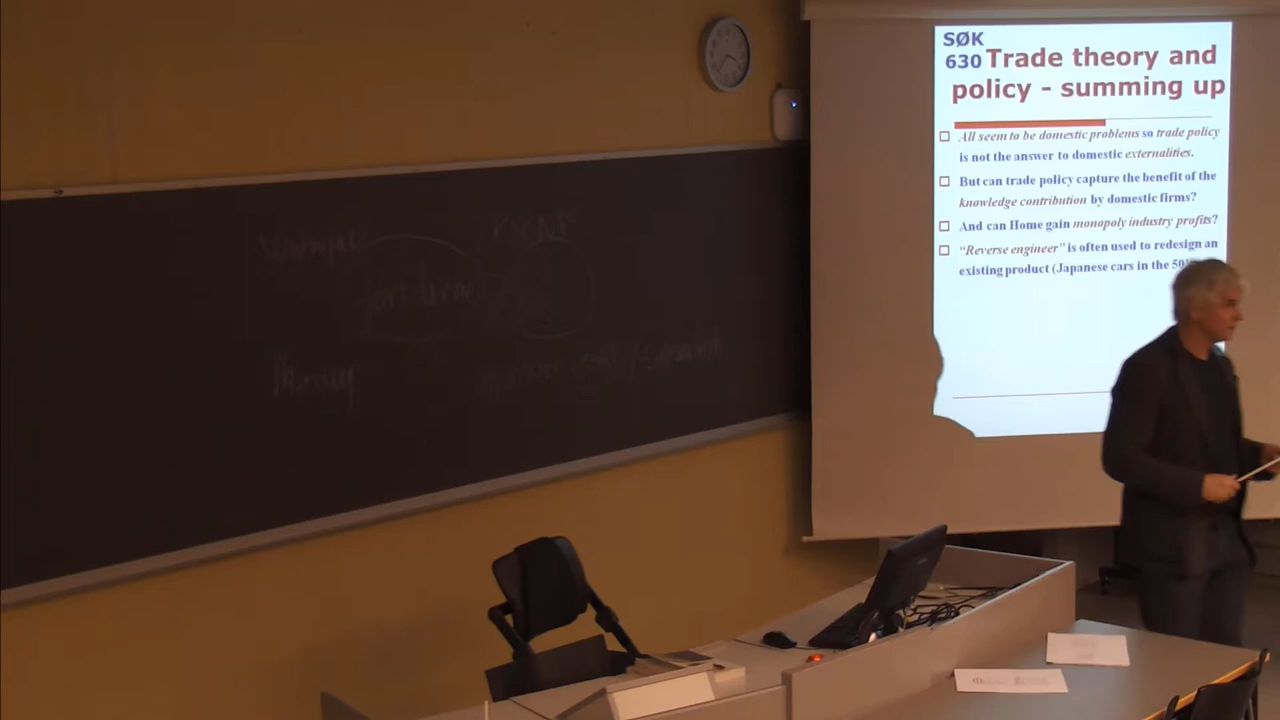 SØK
630 Trade theory and
policy - summing up
All seem to be domestic problems so trade policy
is not the answer to domestic externalities.
But can trade policy capture the benefit of the
knowledge contribution by domestic firms?
And can Home gain monopoly industry profits?
“Reverse engineer” is often used to redesign an
existing product (Japanese cars in the 50
Money